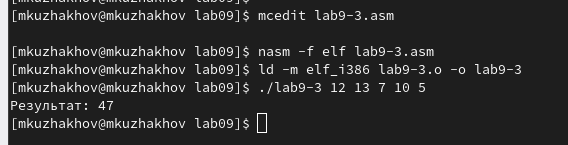 [mkuzhakhov@mkuzhakhov lab09]$ mcedit lab9-3.asm
[mkuzhakhov@mkuzhakhov lab09]$ nasm -f elf lab9-3.asm
[mkuzhakhov@mkuzhakhov lab09]$ ld -m elf_i386 lab9-3.o -o lab9-3
[mkuzhakhov@mkuzhakhov lab09]$ ./lab9-3 12 13 7 10 5
Результат: 47
[mkuzhakhov@mkuzhakhov lab09]$